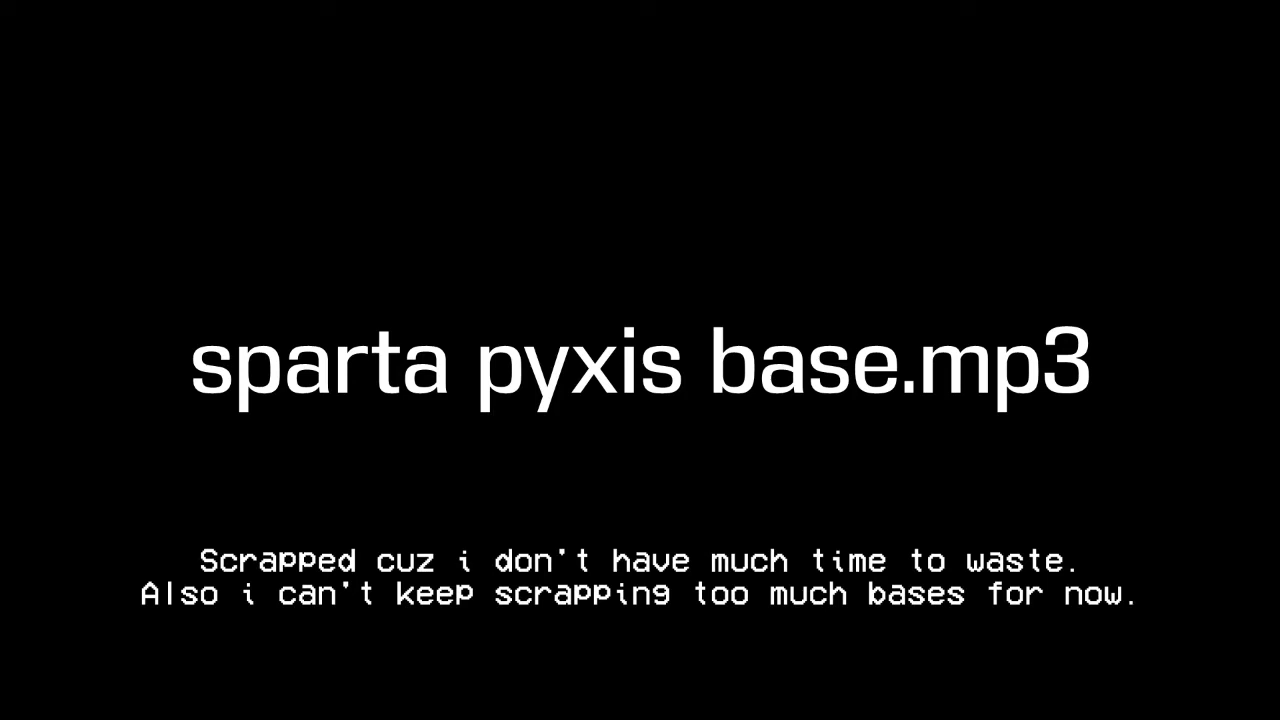 sparta pyxis base.mp3
Scrapped cuz i don't have much time to waste.
Also i can't keep scrapping too much bases for now.